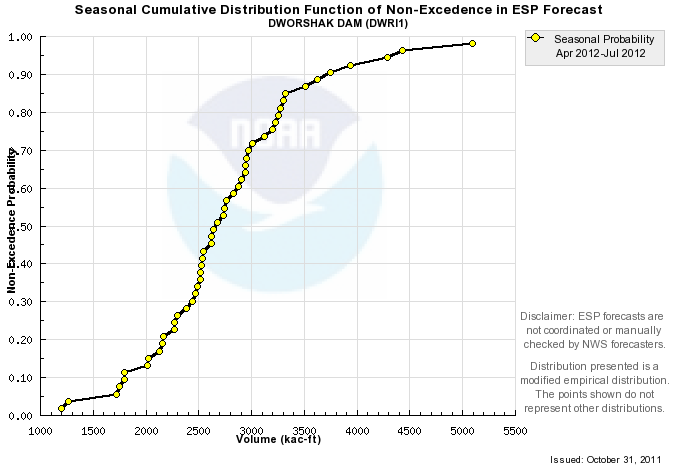 Seasonal Cumulative Distribution Function of Non-Excedence in ESP Forecast
DWORSHAK DAM (DWRI1)
Seasonal Probability
Apr 2012-Jul 2012
Non-Excedence Probability
1.00
0.90
0.80
0.70
0.60
0.50
0.40
0.30
0.20
0.10
0.00
NOAA
1000 1500 2000 2500 3000 3500 4000 4500 5000 5500
Volume (kac-ft)
Disclaimer: ESP forecasts are
not coordinated or manually
checked by NWS forecasters.
Distribution presented is a
modified empirical distribution.
The points shown do not
represent other distributions.
Issued: October 31, 2011